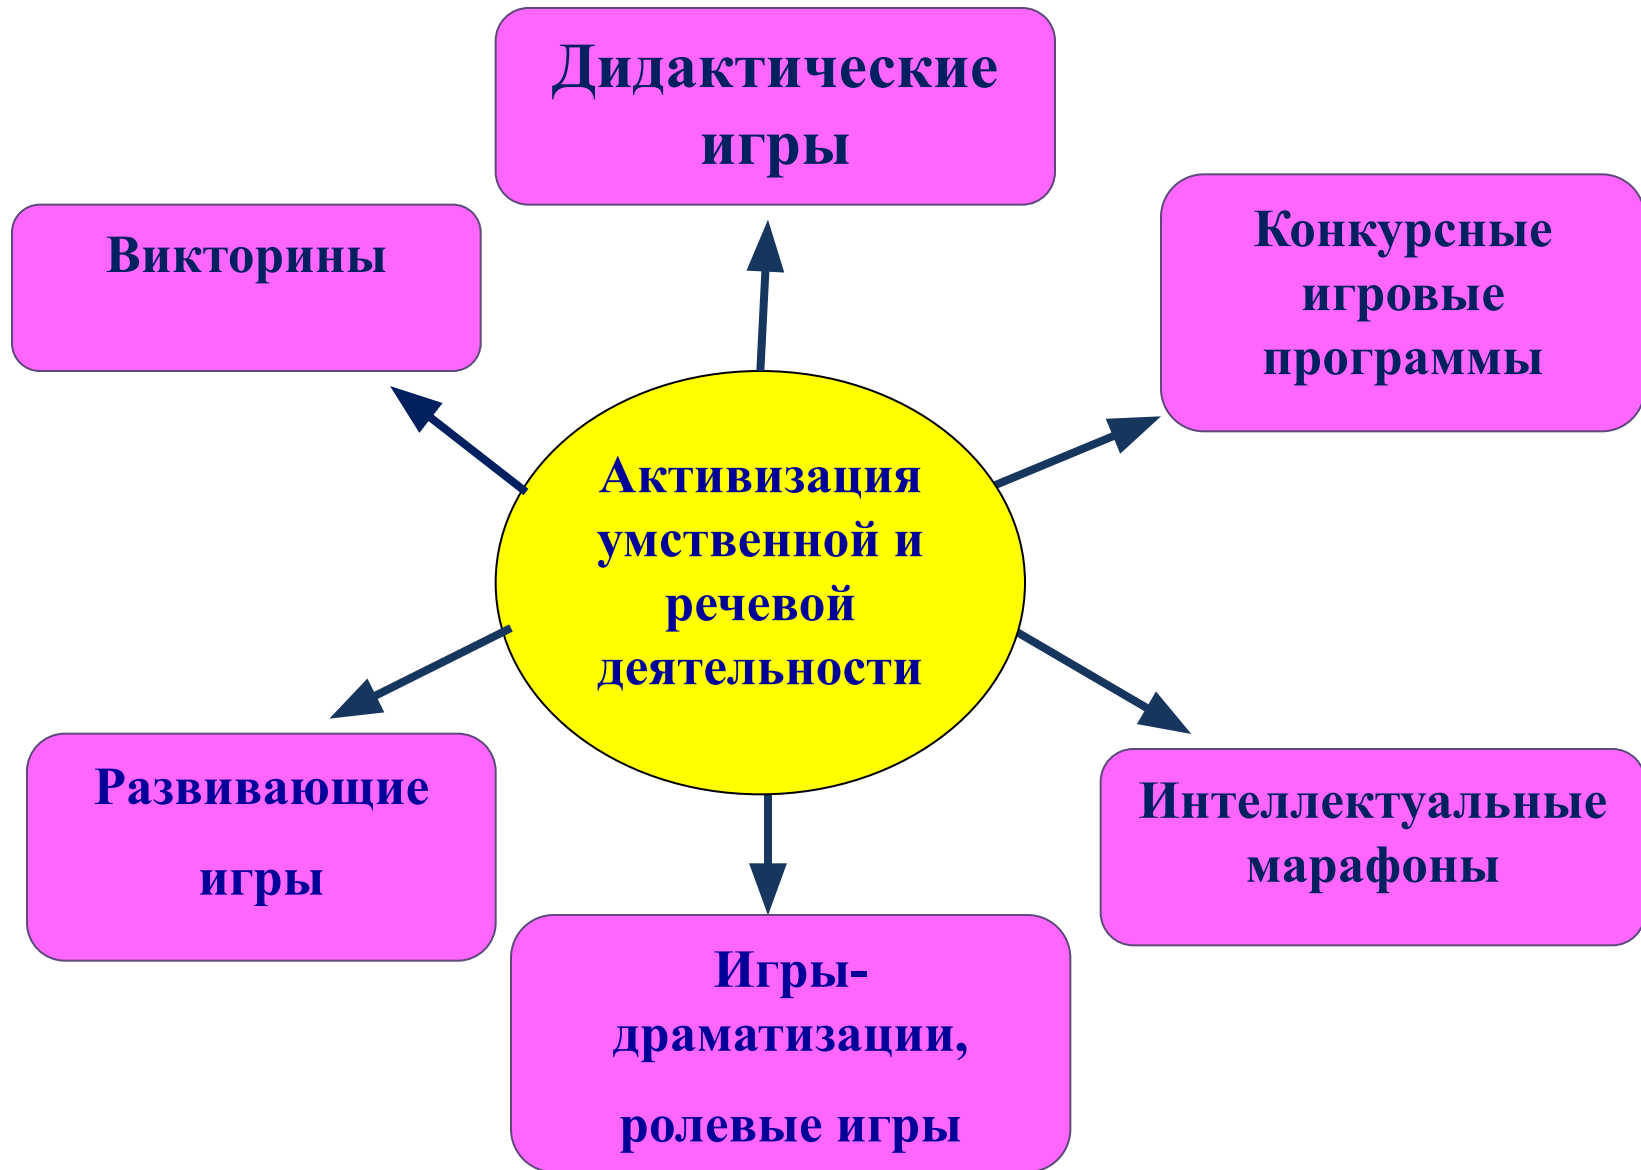 Дидактические
игры
Викторины
Конкурсные
игровые
программы
Активизация
умственной и
речевой
деятельности
Развивающие
игры
Интеллектуальные
марафоны
Игры-
драматизации,
ролевые игры